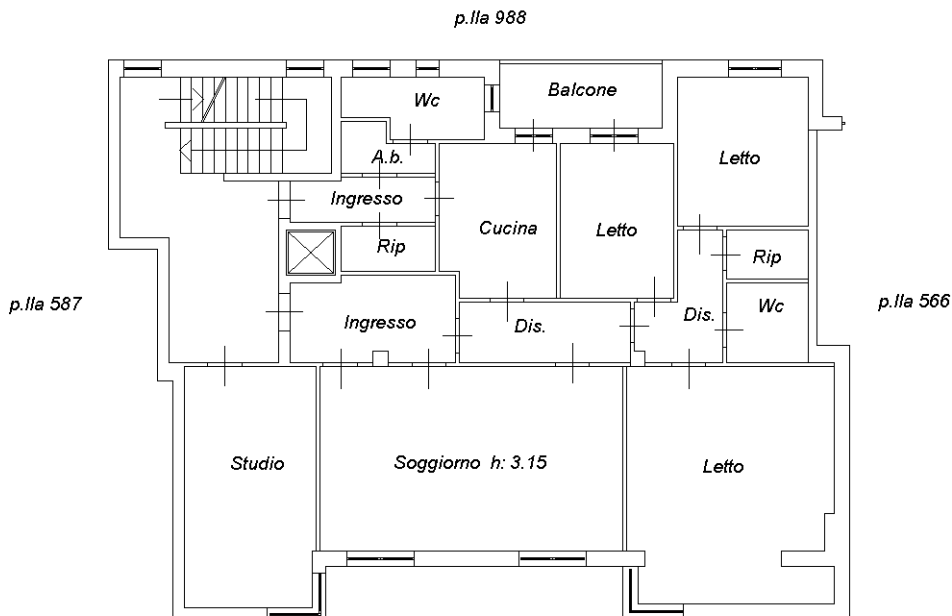 p.lla 988
Balcone
Wc
A.b.
Letto
Ingresso
Cucina
Letto
Rip
Rip
p.lla 587
p.lla 566
Ingresso
Dis.
Dis.
Wc
Studio
Soggiorno h: 3.15
Letto